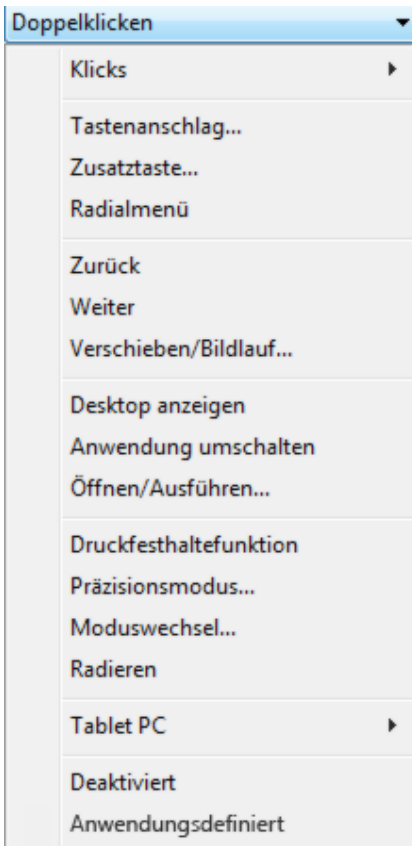 Doppelklicken
Klicks
Tastenanschlag...
Zusatztaste...
Radialmenü
Zurück
Weiter
Verschieben/Bildlauf...
Desktop anzeigen
Anwendung umschalten
Öffnen/Ausführen...
Druckfesthaltefunktion
Präzisionsmodus...
Moduswechsel...
Radieren
Tablet PC
Deaktiviert
Anwendungsdefiniert